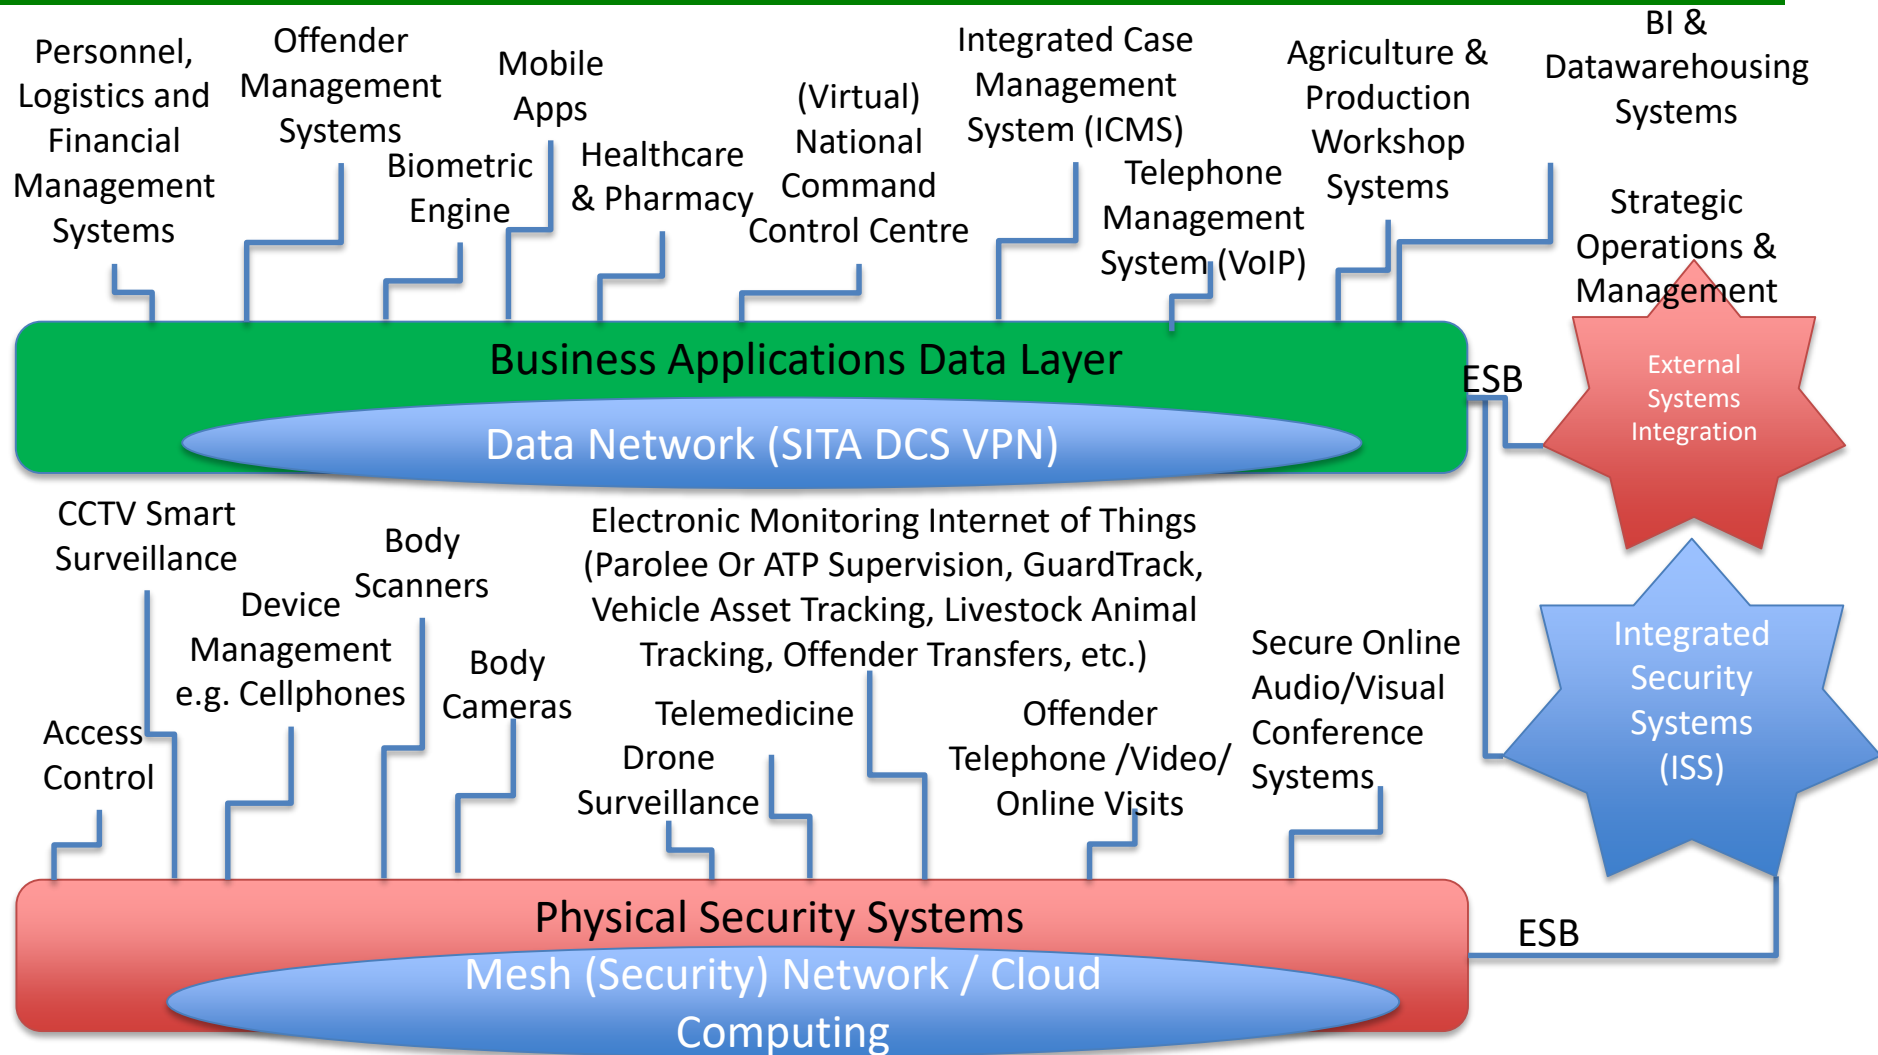 Personnel,
Logistics and
Financial
Management
Systems
Offender
Management
Systems
Biometric
Engine
Mobile
Apps
Healthcare
& Pharmacy
(Virtual)
National
Command
Control Centre
Integrated Case
Management
System (ICMS)
Telephone
Management
System (VoIP)
Agriculture &
Production
Workshop
Systems
BI &
Datawarehousing
Systems
Strategic
Operations &
Management
Business Applications Data Layer
Data Network (SITA DCS VPN)
ESB
External
Systems
Integration
CCTV Smart
Surveillance
Device
Management
e.g. Cellphones
Access
Control
Body
Scanners
Body
Cameras
Electronic Monitoring Internet of Things
(Parolee Or ATP Supervision, GuardTrack,
Vehicle Asset Tracking, Livestock Animal
Tracking, Offender Transfers, etc.)
Telemedicine
Drone
Surveillance
Offender
Telephone /Video/
Online Visits
Secure Online
Audio/Visual
Conference
Systems
Integrated
Security
Systems
(ISS)
Physical Security Systems
Mesh (Security) Network / Cloud
Computing
ESB